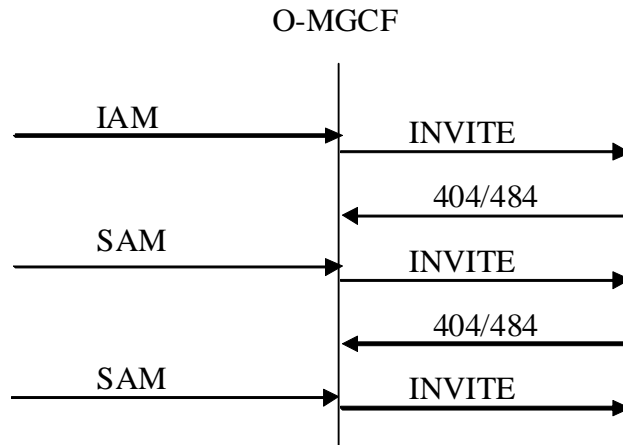 O-MGCF
IAM
INVITE
404/484
SAM
INVITE
404/484
SAM
INVITE